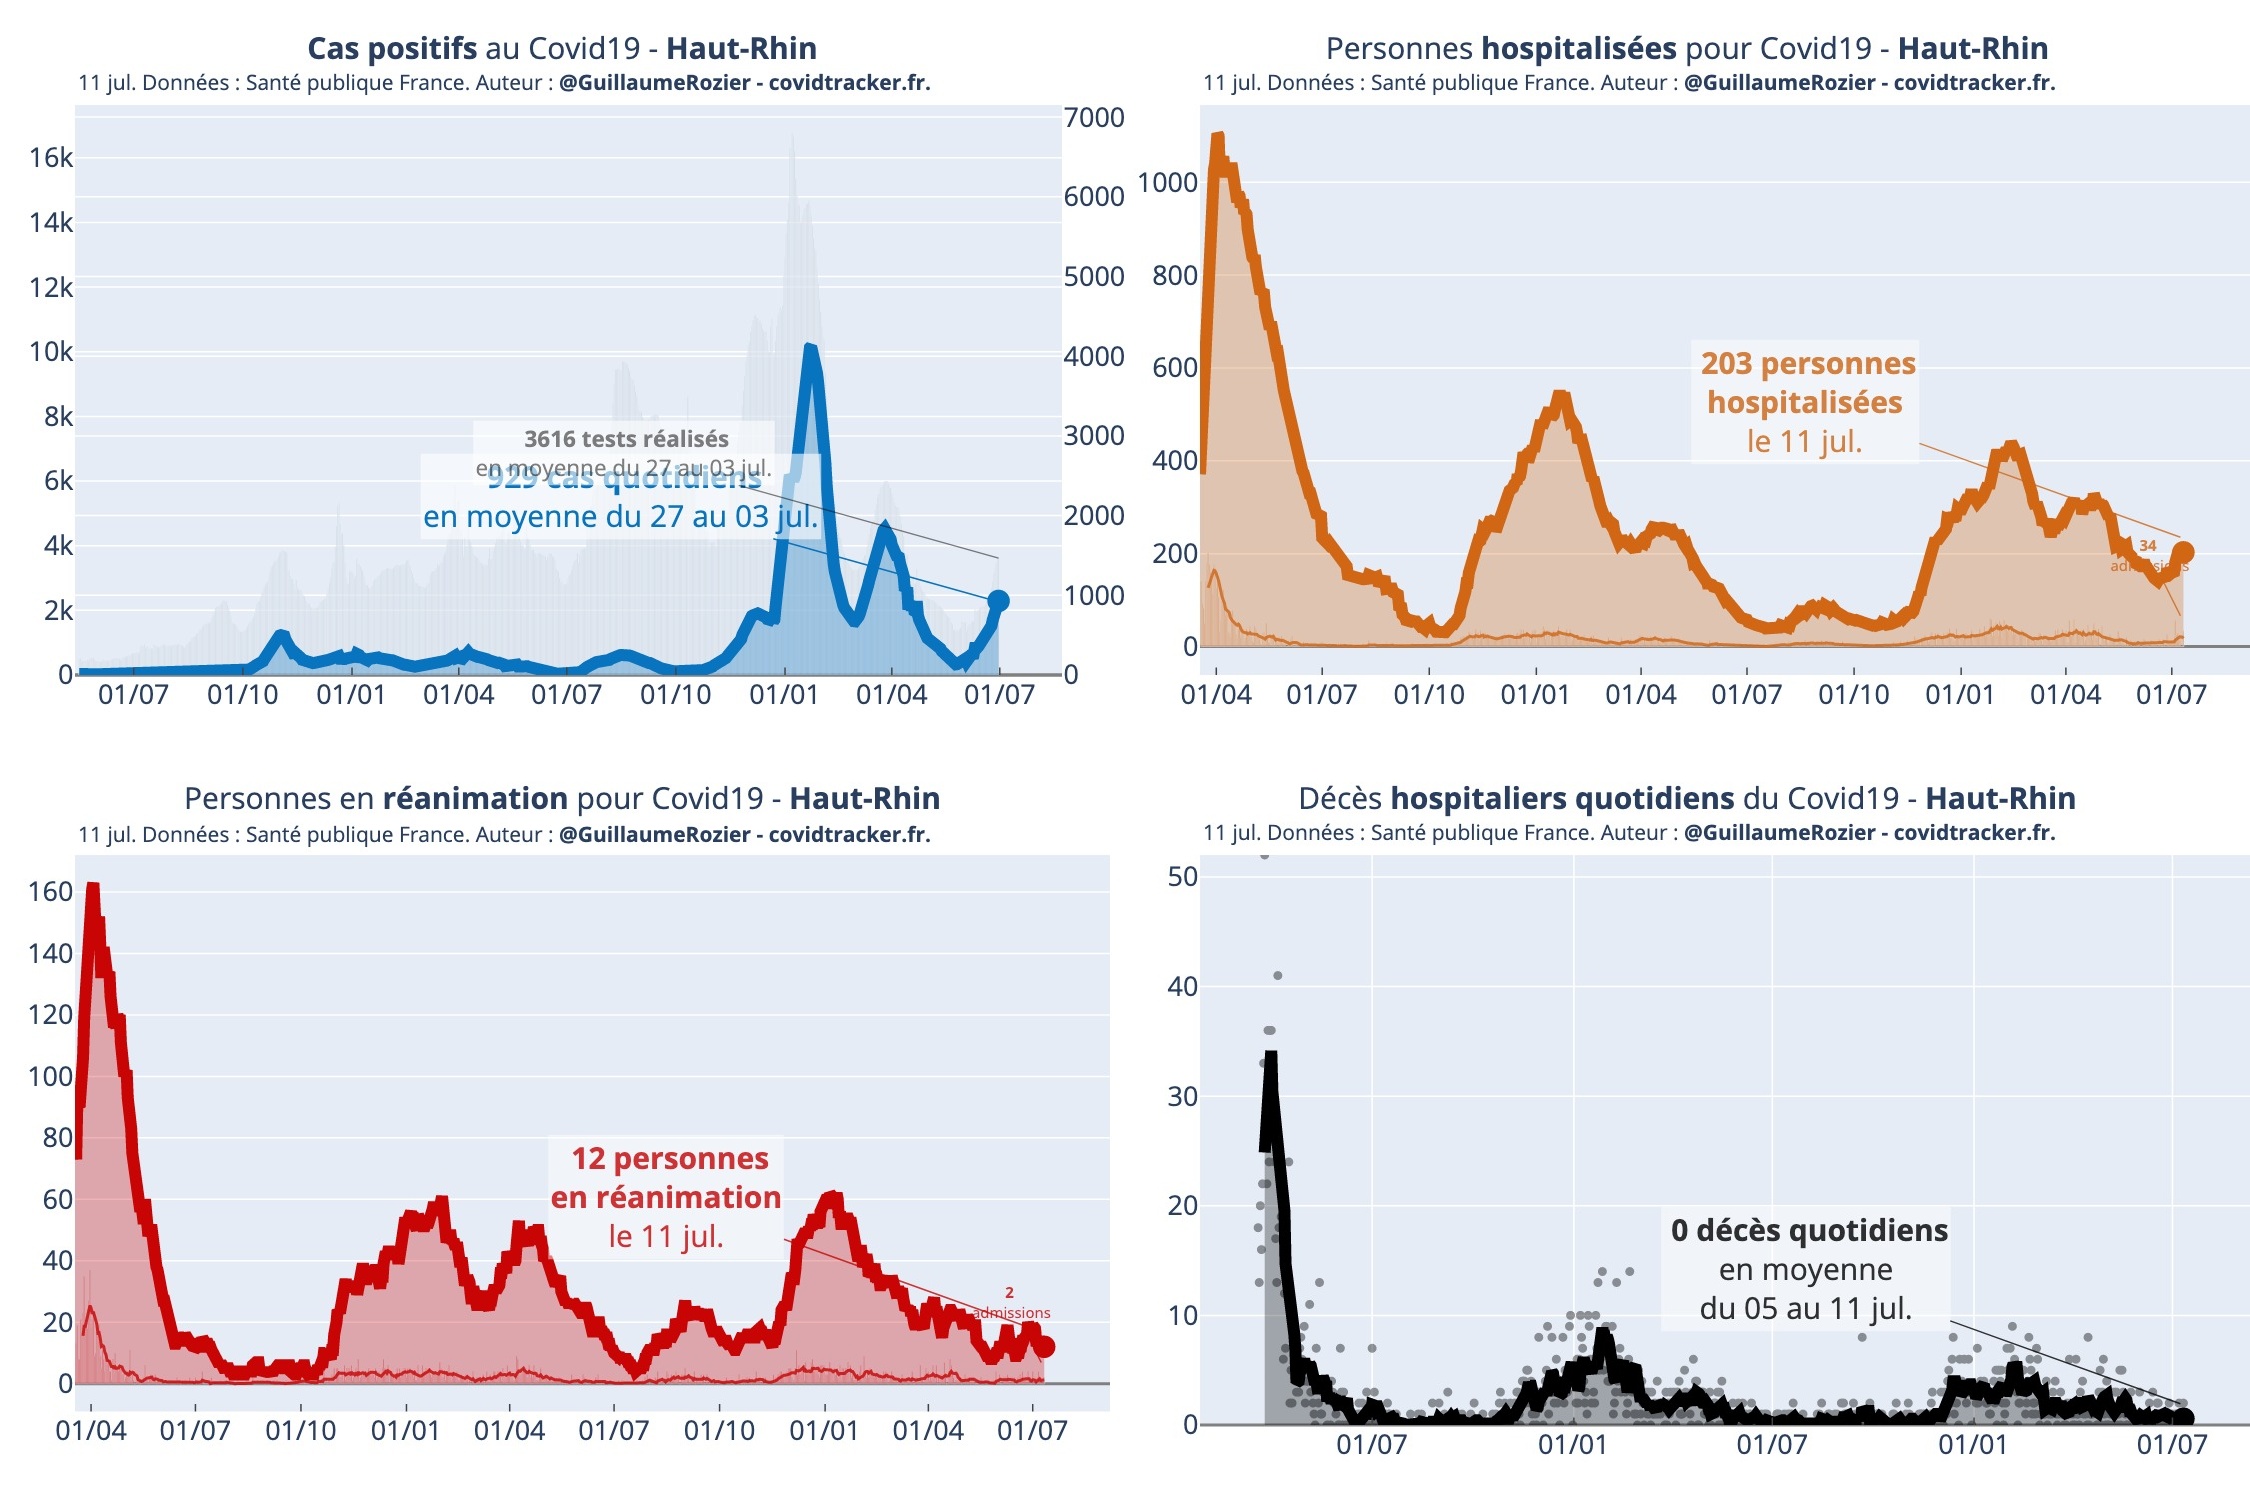 Cas positifs au Covid19 - Haut-Rhin
11 jul. Données : Santé publique France. Auteur : @GuillaumeRozier - covidtracker.fr.
16k
14k
12k
10k
8k
6k
4k
2k
0
7000
6000
5000
4000
3000
2000
1000
0
3616 tests réalisés
en moyenne du 27 au 03 jul.
929 cas quotidiens
en moyenne du 27 au 03 jul.
01/07 01/10 01/01 01/04 01/07 01/10 01/01 01/04 01/07
Personnes hospitalisées pour Covid19 - Haut-Rhin
11 jul. Données : Santé publique France. Auteur : @GuillaumeRozier - covidtracker.fr.
1000
800
600
400
200
0
203 personnes
hospitalisées
le 11 jul.
34
admissions
01/04 01/07 01/10 01/01 01/04 01/07 01/10 01/01 01/04 01/07
Personnes en réanimation pour Covid19 - Haut-Rhin
11 jul. Données : Santé publique France. Auteur : @GuillaumeRozier - covidtracker.fr.
160
140
120
100
80
60
40
20
0
12 personnes
en réanimation
le 11 jul.
2
admissions
01/04 01/07 01/10 01/01 01/04 01/07 01/10 01/01 01/04 01/07
Décès hospitaliers quotidiens du Covid19 - Haut-Rhin
11 jul. Données : Santé publique France. Auteur : @GuillaumeRozier - covidtracker.fr.
50
40
30
20
10
0
0 décès quotidiens
en moyenne
du 05 au 11 jul.
01/07 01/01 01/07 01/01 01/07